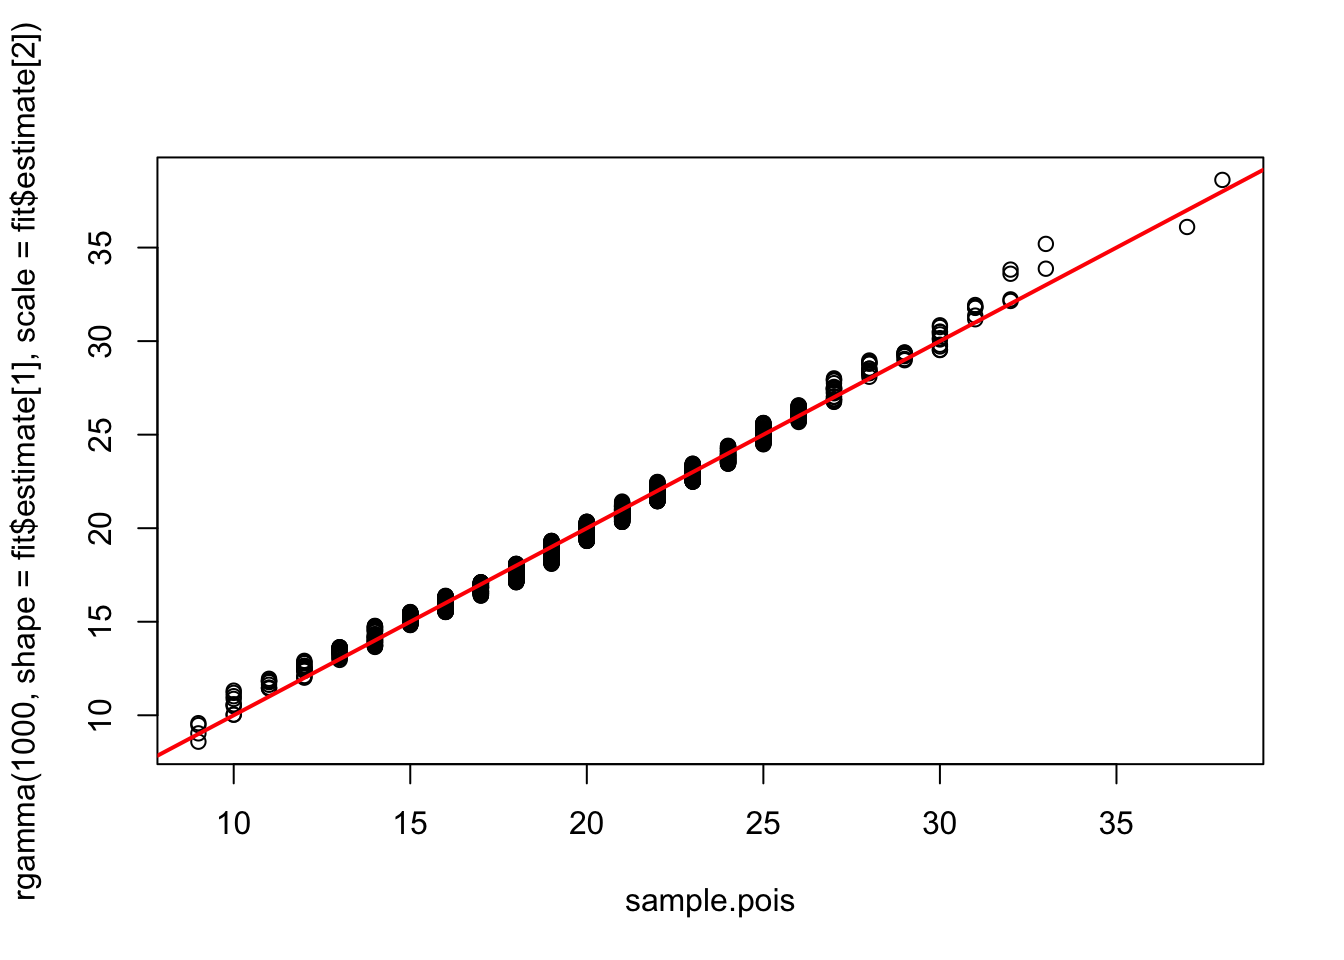 rgamma(1000, shape = fit$estimate[1], scale = fit$estimate[2])
35
30
25
20
15
10
10 15 20 25 30 35
sample.pois